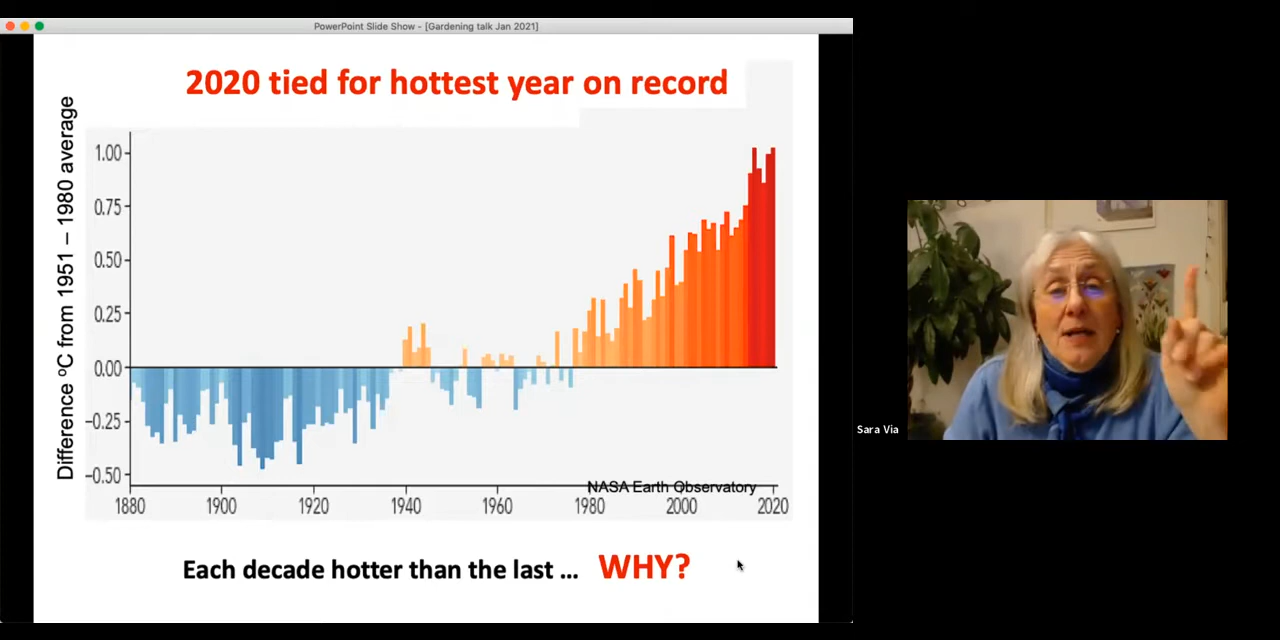 PowerPoint Slide Show - [Gardening talk Jan 2021]
2020 tied for hottest year on record
Difference ºC from 1951 – 1980 average
1.00
0.75
0.50
0.25
0.00
-0.25
-0.50
NASA Earth Observatory
1880 1900 1920 1940 1960 1980 2000 2020
Each decade hotter than the last ... WHY?
Sara Via